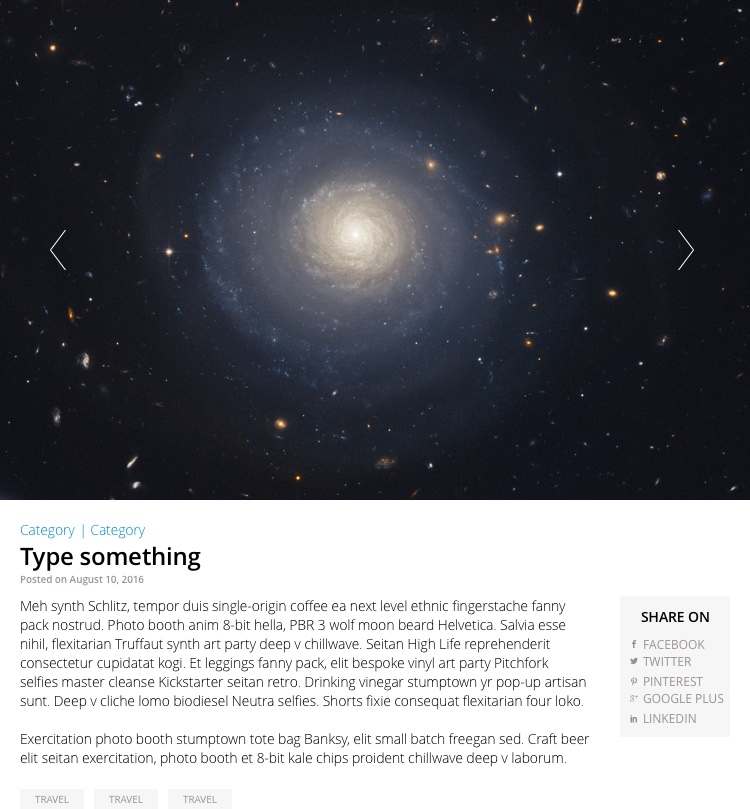 Category | Category
Type something
Posted on August 10, 2016
Meh synth Schlitz, tempor duis single-origin coffee ea next level ethnic fingerstache fanny
pack nostrud. Photo booth anim 8-bit hella, PBR 3 wolf moon beard Helvetica. Salvia esse
nihil, flexitarian Truffaut synth art party deep v chillwave. Seitan High Life reprehenderit
consectetur cupidatat kogi. Et leggings fanny pack, elit bespoke vinyl art party Pitchfork
selfies master cleanse Kickstarter seitan retro. Drinking vinegar stumptown yr pop-up artisan
sunt. Deep v cliche lomo biodiesel Neutra selfies. Shorts fixie consequat flexitarian four loko.
Exercitation photo booth stumptown tote bag Banksy, elit small batch freegan sed. Craft beer
elit seitan exercitation, photo booth et 8-bit kale chips proident chillwave deep v laborum.
TRAVEL
TRAVEL
TRAVEL
SHARE ON
FACEBOOK
TWITTER
PINTEREST
GOOGLE PLUS
LINKEDIN